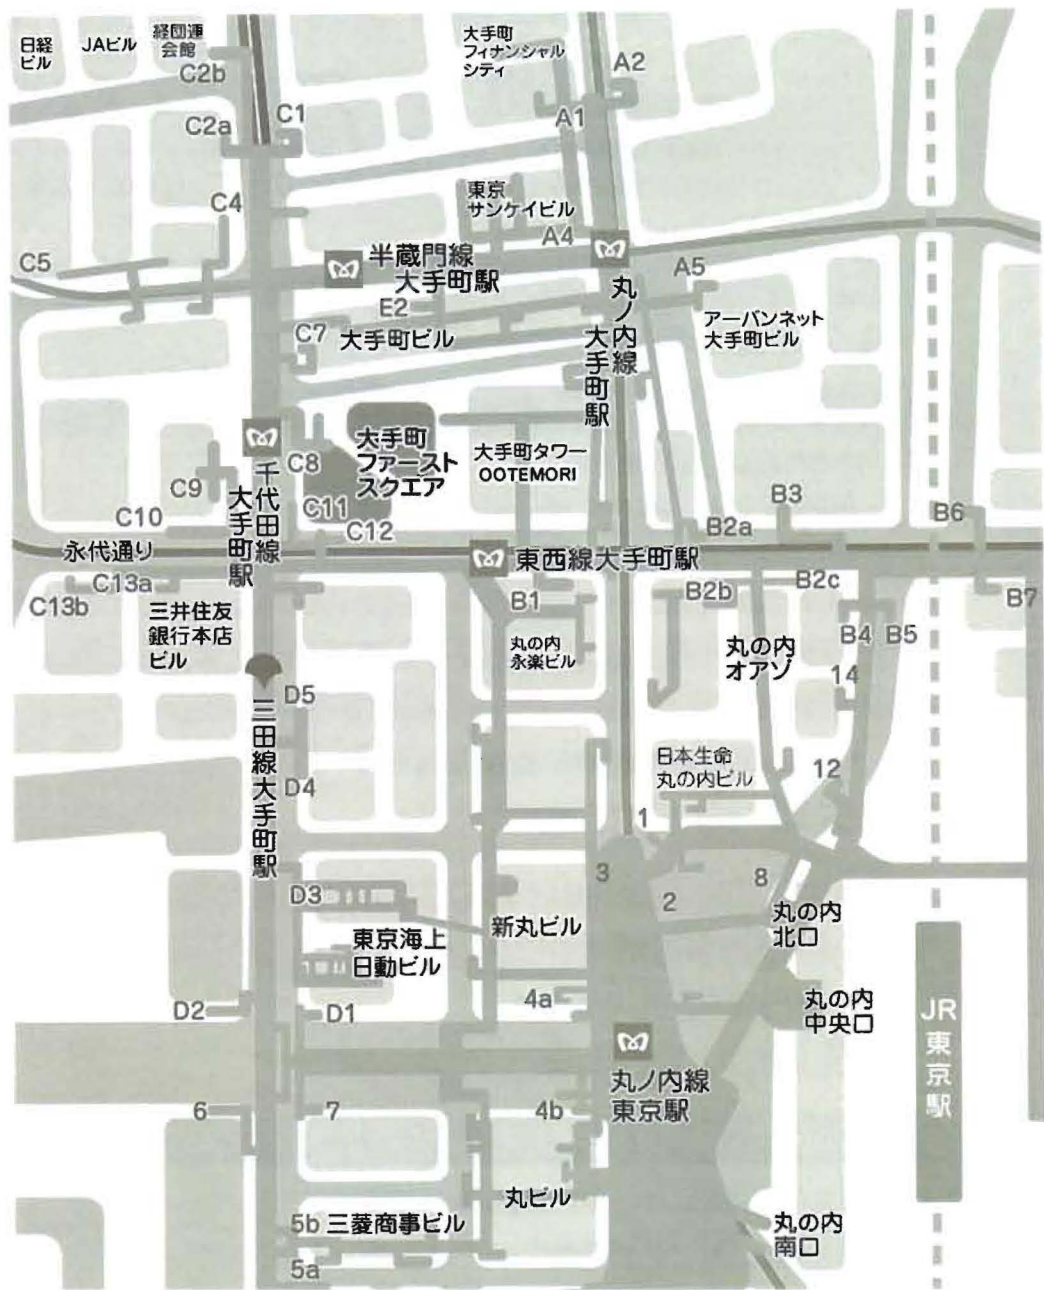 日経
ビル
JAビル
経団連
会館
C2b
大手町
フィナンシャル
シティ
A2
A1
C2a
C1
C4
東京
サンケイビル
A4
C5
半蔵門線
大手町駅
E2
A5
丸ノ内線
大手町駅
アーバンネット
大手町ビル
C7
大手町ビル
C8
大手町
ファースト
スクエア
大手町タワー
OOTEMORI
C9
千代田線
大手町駅
C11
C10
C12
B3
B2a
B6
永代通り
東西線大手町駅
C13a
C13b
三井住友
銀行本店
ビル
B1
B2b
B2c
B7
丸の内
永楽ビル
丸の内
オアゾ
B4
B5
14
D5
三田線大手町駅
D4
日本生命
丸の内ビル
12
1
3
2
8
D3
新丸ビル
丸の内
北口
東京海上
日動ビル
4a
丸の内
中央口
JR東京駅
D2
D1
丸ノ内線
東京駅
6
7
4b
丸ビル
5b
三菱商事ビル
丸の内
南口
5a